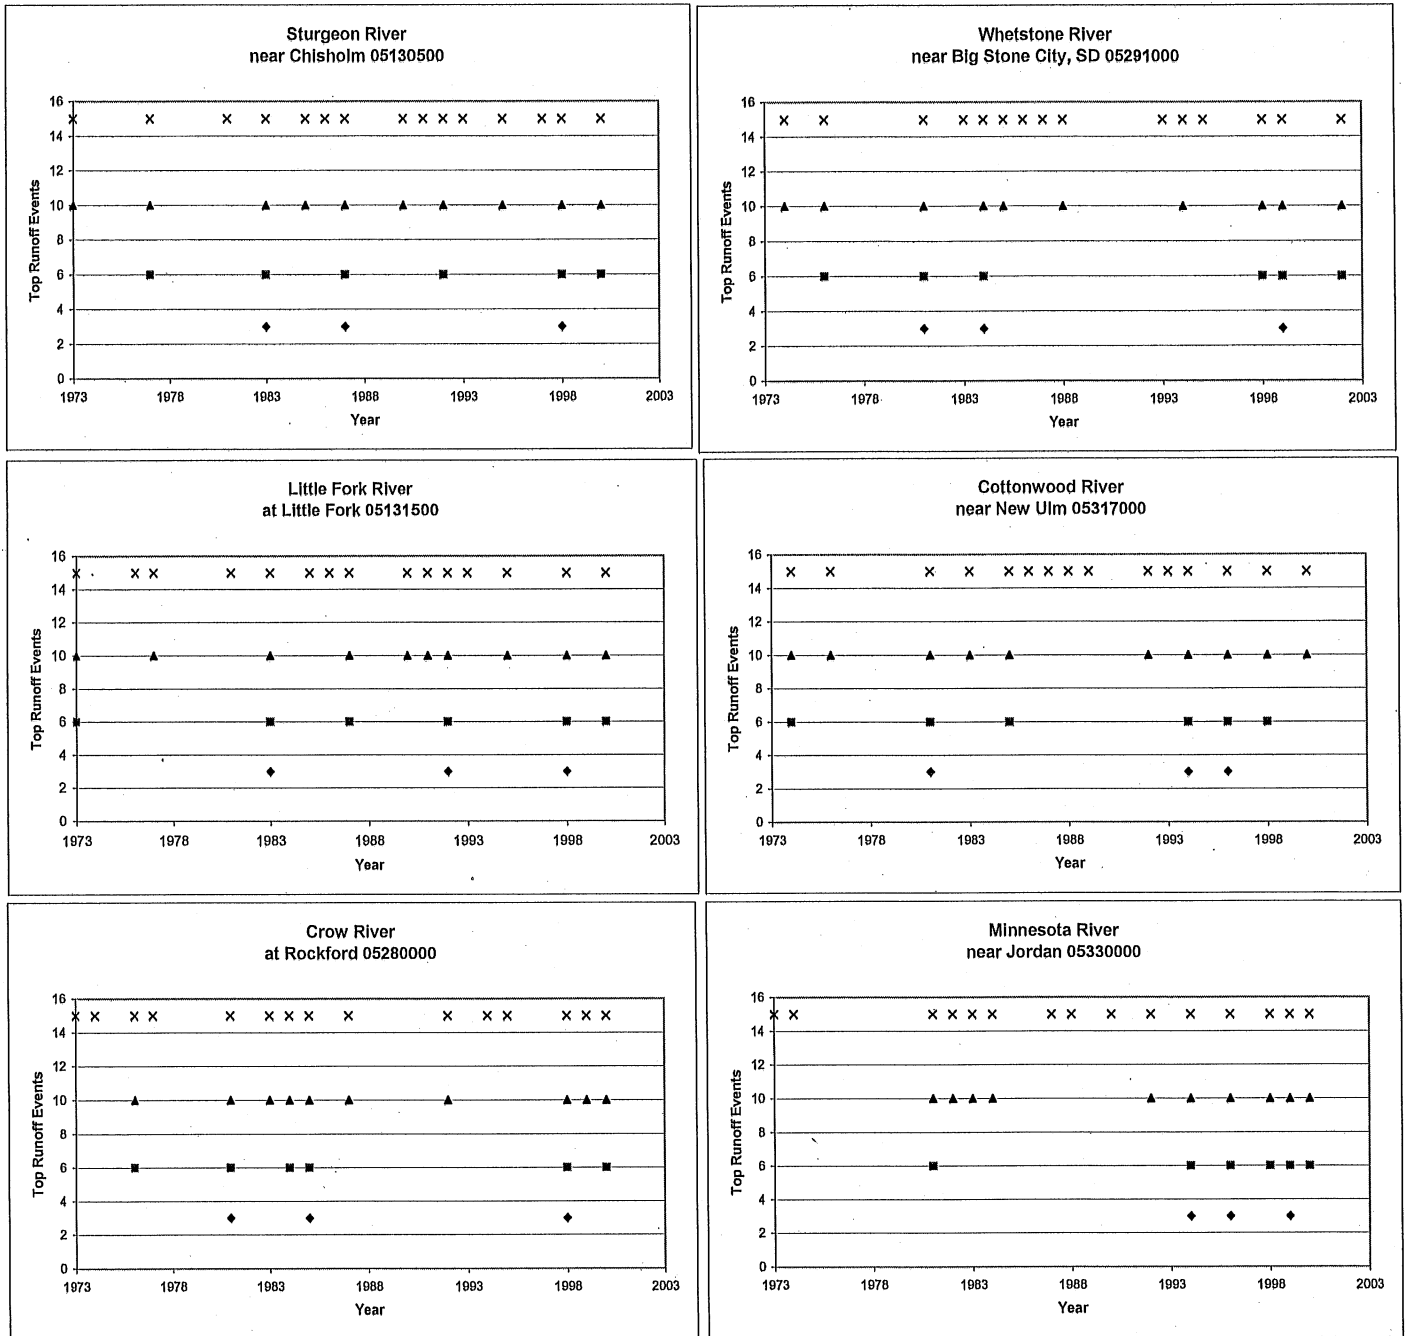 Sturgeon River
near Chisholm 05130500
16
14
12
10
8
6
4
2
0
Top Runoff Events
1973 1978 1983 1988 1993 1998 2003
Year
Whetstone River
near Big Stone City, SD 05291000
16
14
12
10
8
6
4
2
0
Top Runoff Events
1973 1978 1983 1988 1993 1998 2003
Year
Little Fork River
at Little Fork 05131500
16
14
12
10
8
6
4
2
0
Top Runoff Events
1973 1978 1983 1988 1993 1998 2003
Year
Cottonwood River
near New Ulm 05317000
16
14
12
10
8
6
4
2
0
Top Runoff Events
1973 1978 1983 1988 1993 1998 2003
Year
Crow River
at Rockford 05280000
16
14
12
10
8
6
4
2
0
Top Runoff Events
1973 1978 1983 1988 1993 1998 2003
Year
Minnesota River
near Jordan 05330000
16
14
12
10
8
6
4
2
0
Top Runoff Events
1973 1978 1983 1988 1993 1998 2003
Year